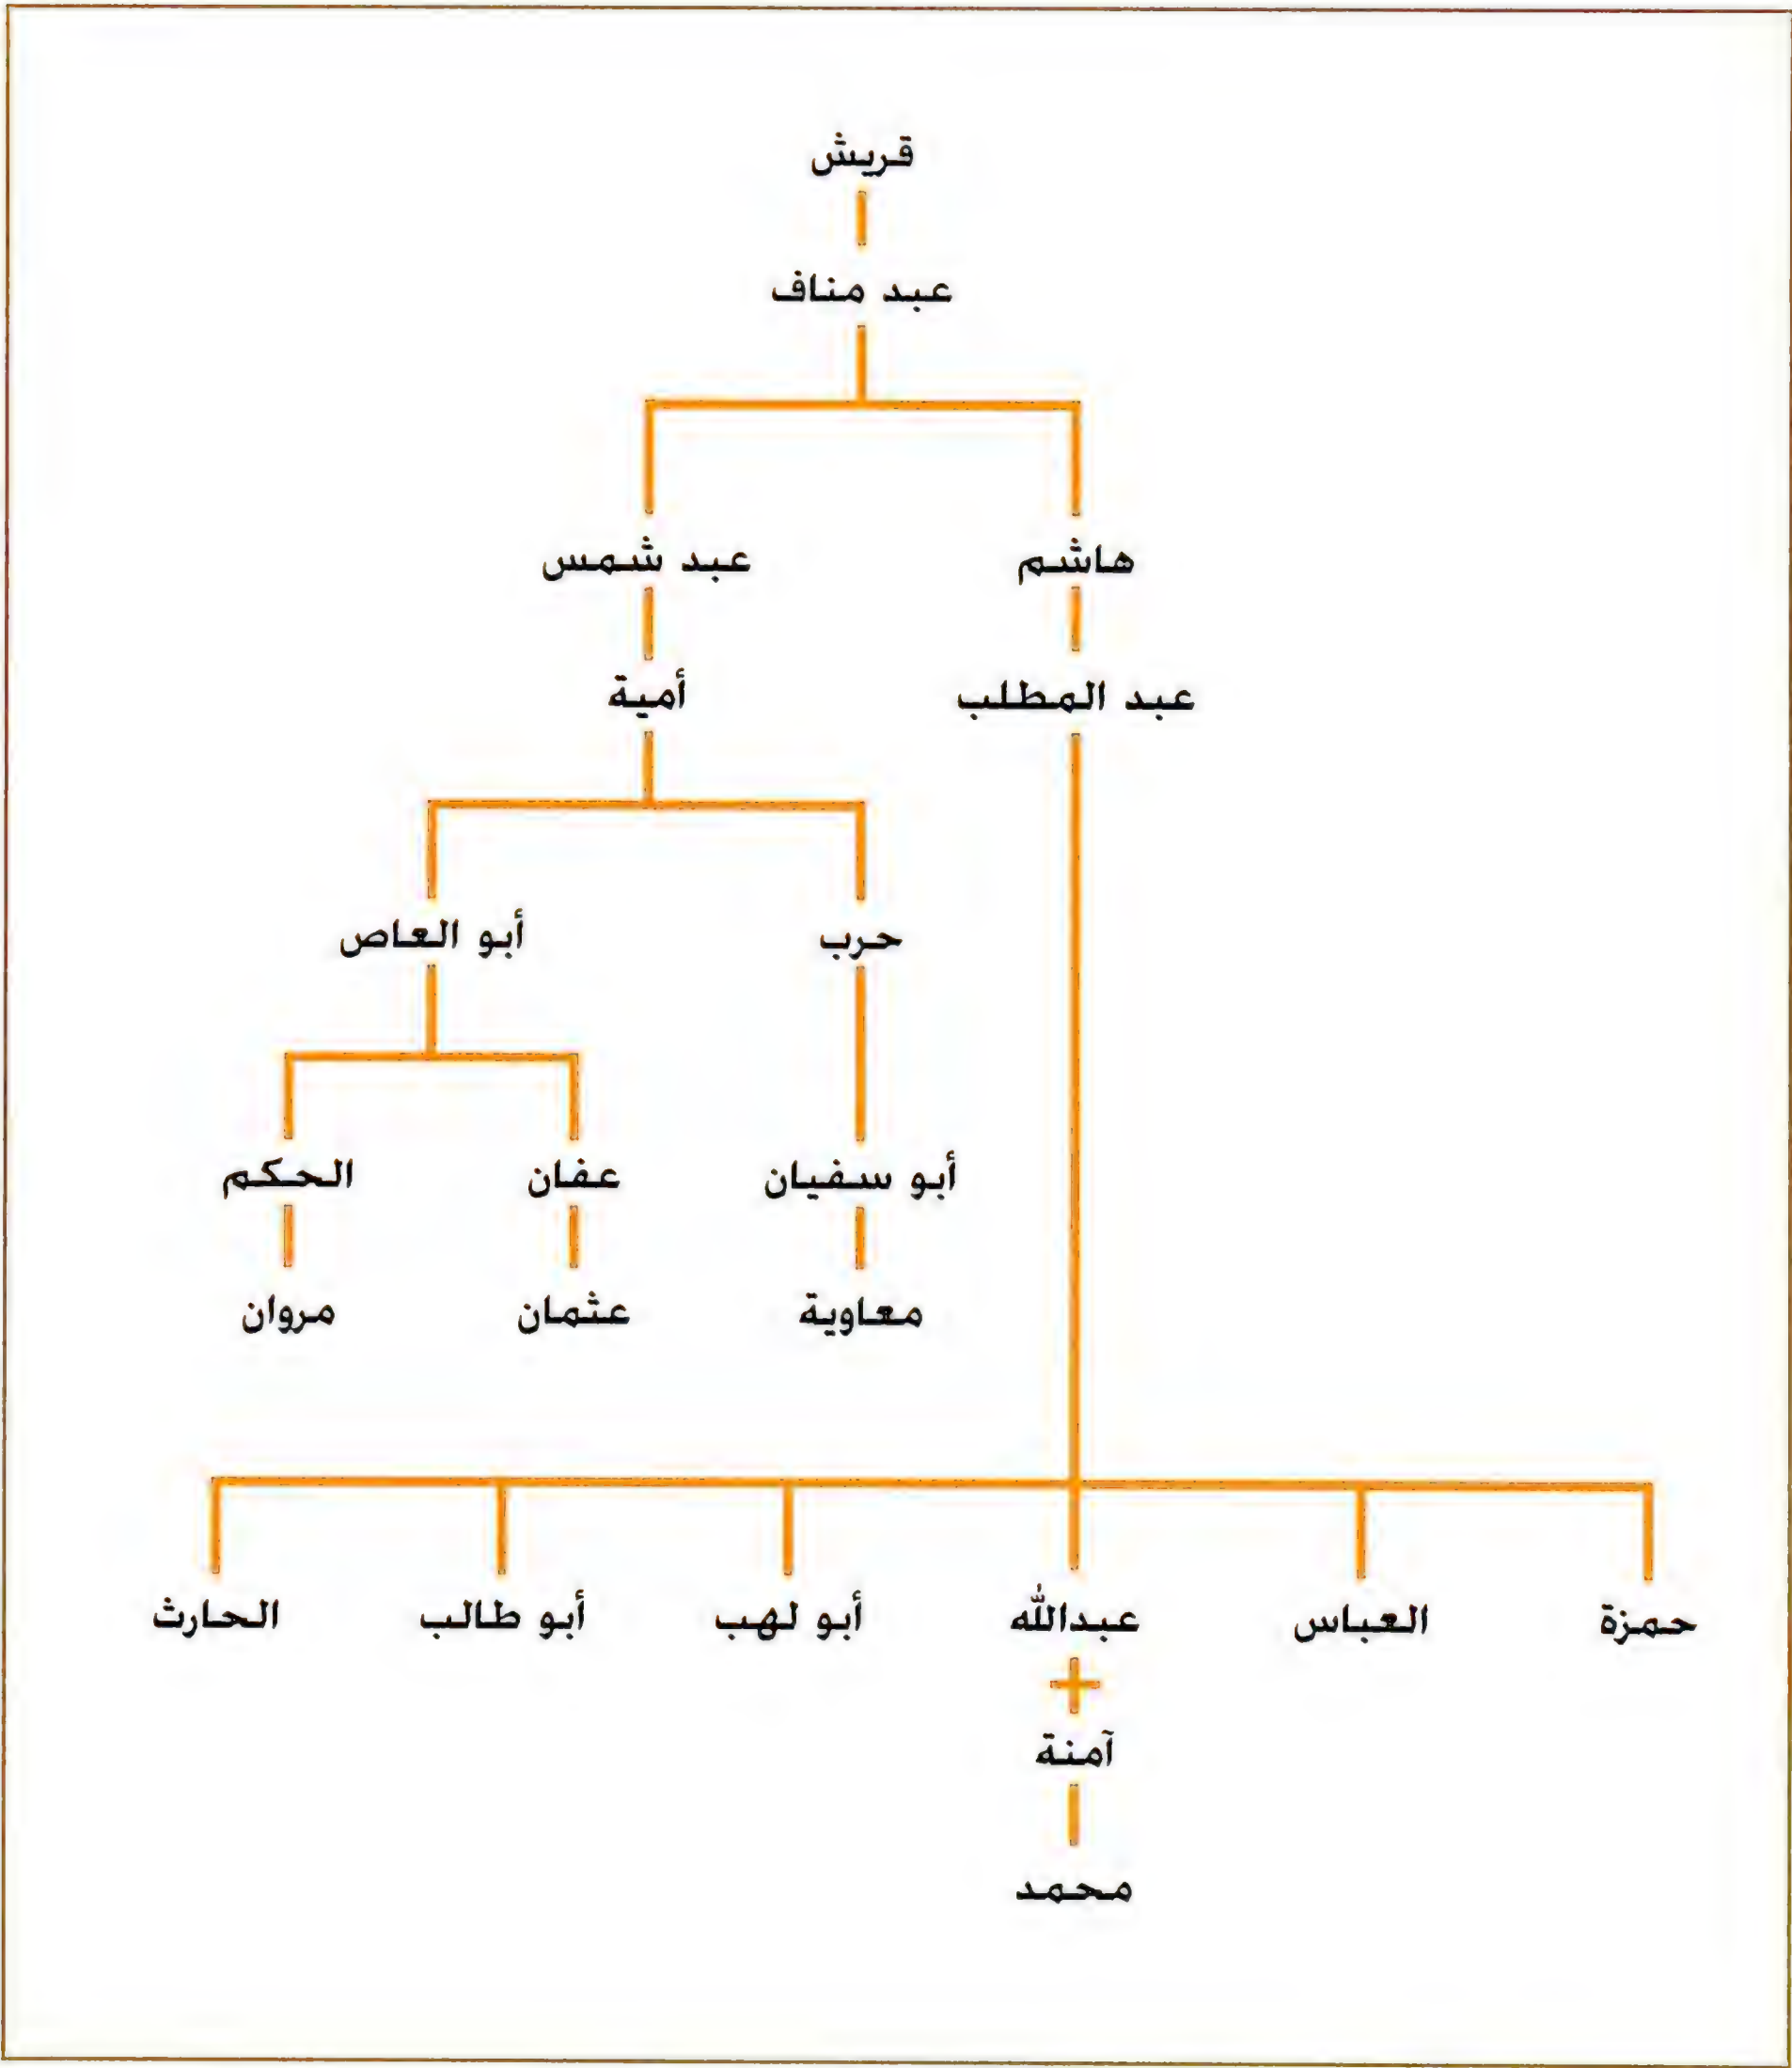 قريش
عبد مناف
هاشم
عبد شمس
عبد المطلب
أمية
حرب
أبو العاص
أبو سفيان
عفان
الحكم
معاوية
عثمان
مروان
حمزة
العباس
عبدالله
أبو لهب
أبو طالب
الحارث
+
آمنة
محمد